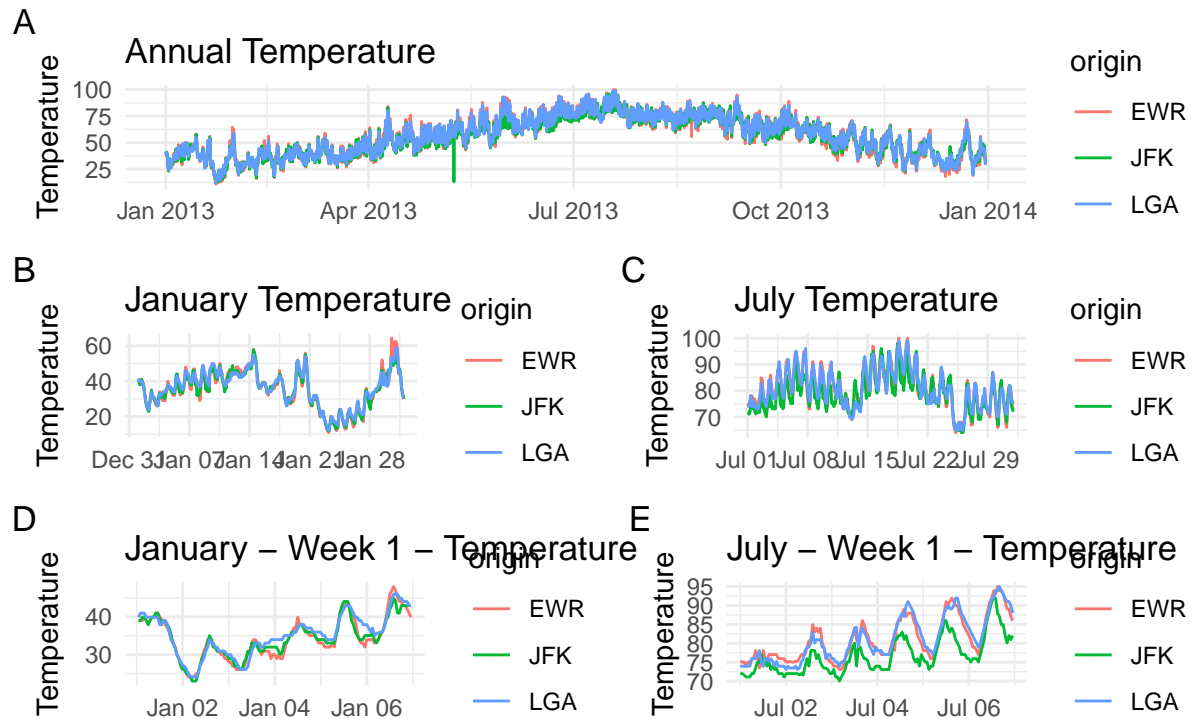 A
Annual Temperature
Temperature
100
75
50
25
Jan 2013 Apr 2013 Jul 2013 Oct 2013 Jan 2014
origin
EWR
JFK
LGA
B
January Temperature
Temperature
60
40
20
Dec 31 Jan 07 Jan 14 Jan 21 Jan 28
origin
EWR
JFK
LGA
C
July Temperature
Temperature
100
90
80
70
Jul 01 Jul 08 Jul 15 Jul 22 Jul 29
origin
EWR
JFK
LGA
D
January – Week 1 – Temperature
Temperature
40
30
Jan 02 Jan 04 Jan 06
origin
EWR
JFK
LGA
E
July – Week 1 – Temperature
Temperature
95
90
85
80
75
70
Jul 02 Jul 04 Jul 06
origin
EWR
JFK
LGA